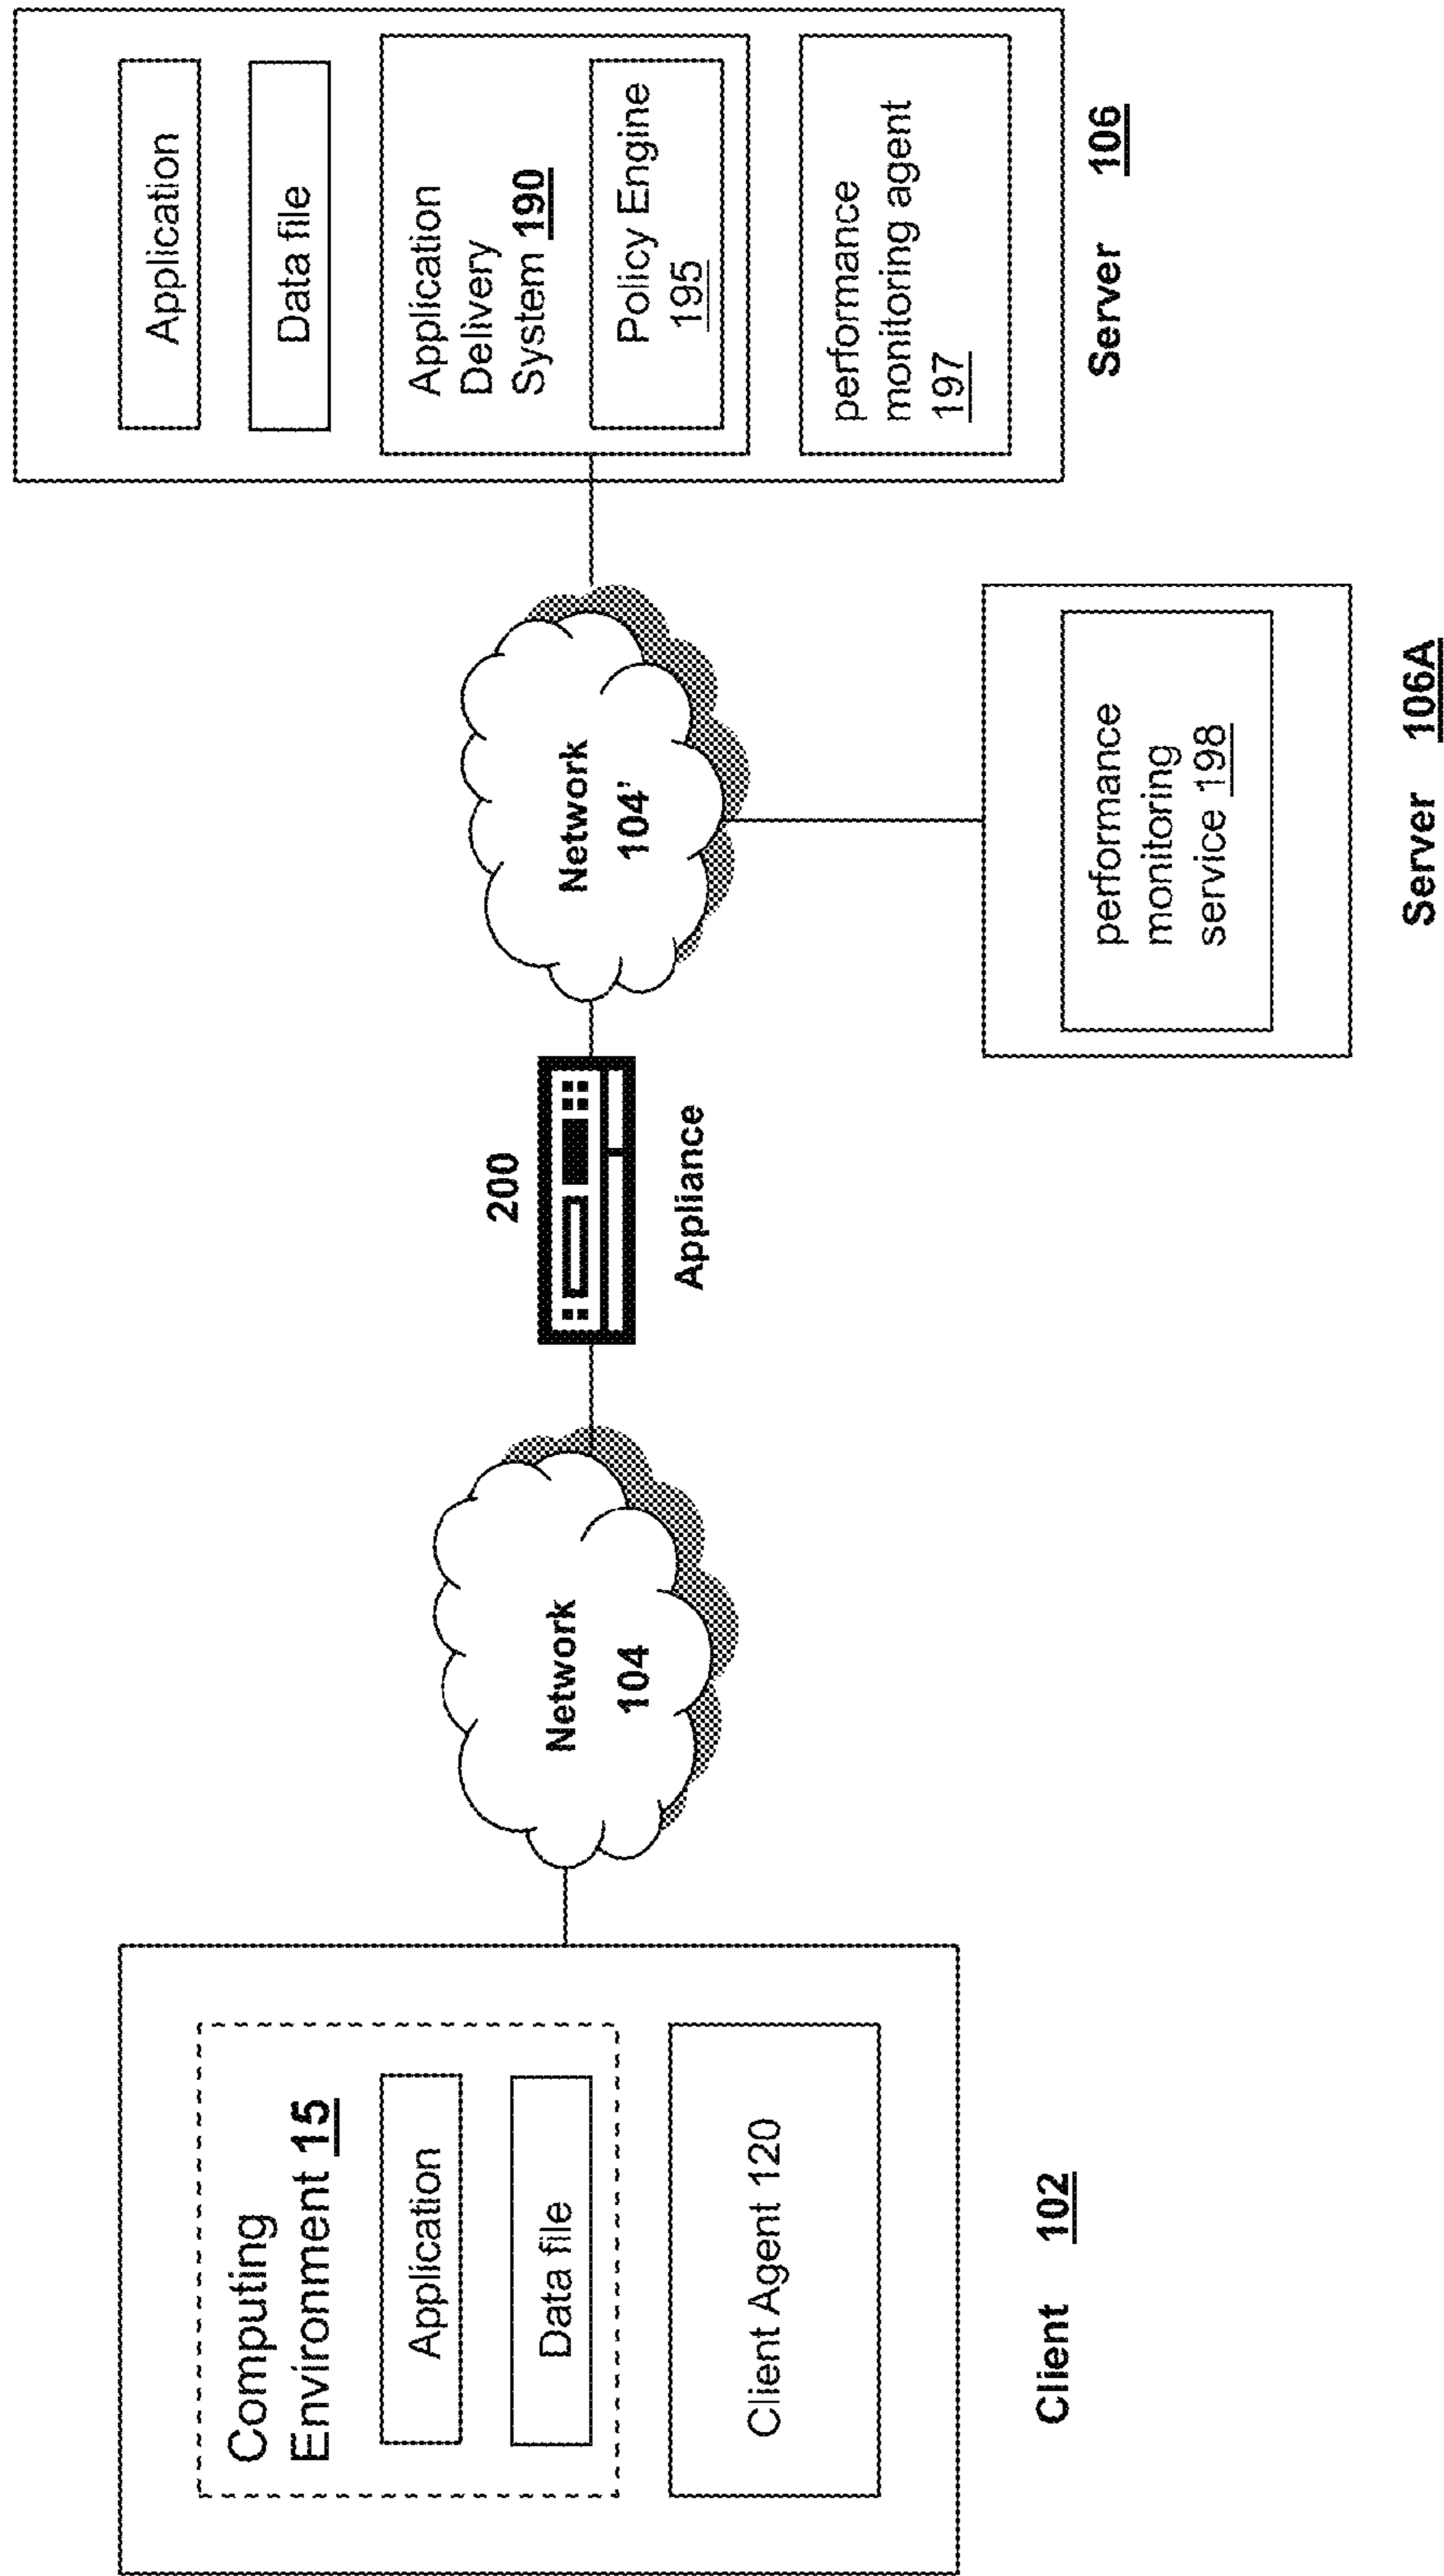 Computing
Environment 15
Application
Data file
Client Agent 120
Client 102
Network
104
200
Appliance
Network
104'
performance
monitoring
service 198
Server 106A
Application
Data file
Application
Delivery
System 190
Policy Engine
195
performance
monitoring agent
197
Server 106